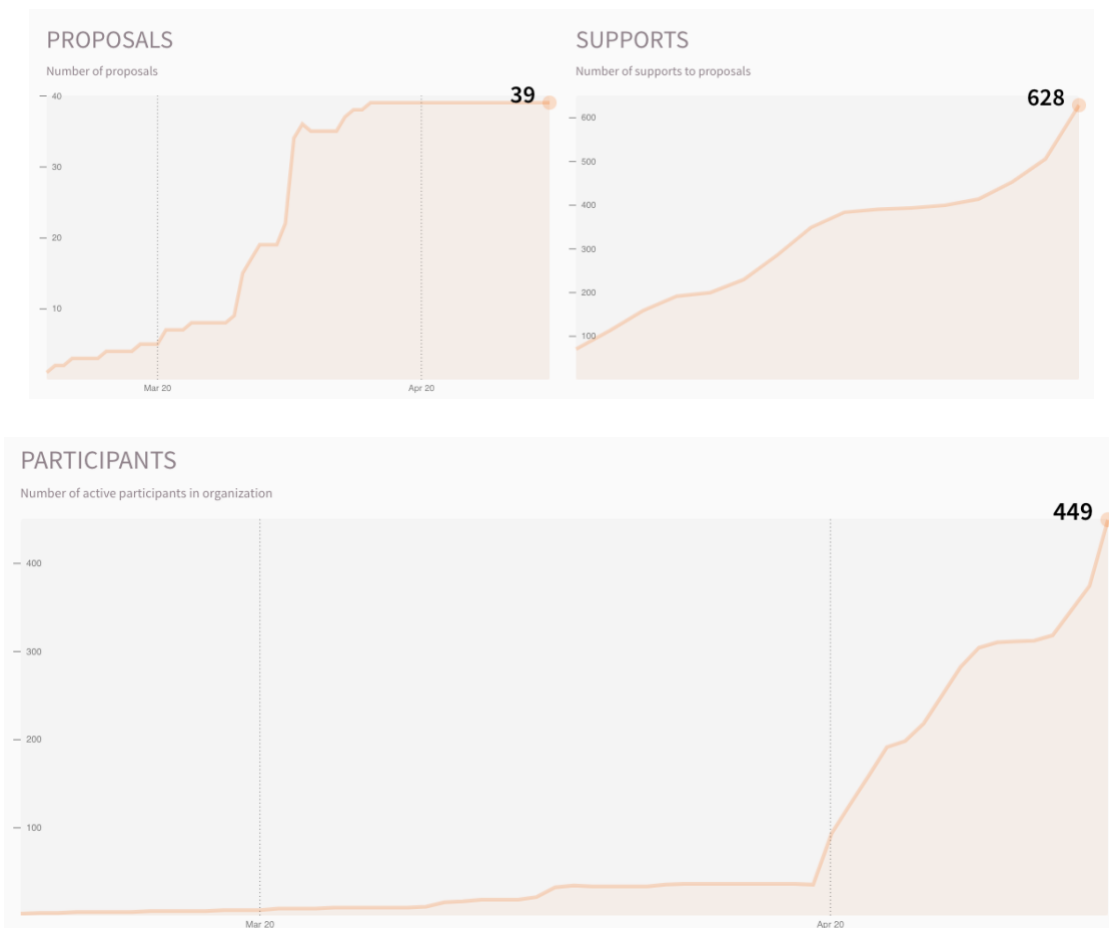 PROPOSALS
Number of proposals
39
40
30
20
10
Mar 20
Apr 20
SUPPORTS
Number of supports to proposals
628
600
500
400
300
200
100
PARTICIPANTS
Number of active participants in organization
449
400
300
200
100
Mar 20
Apr 20